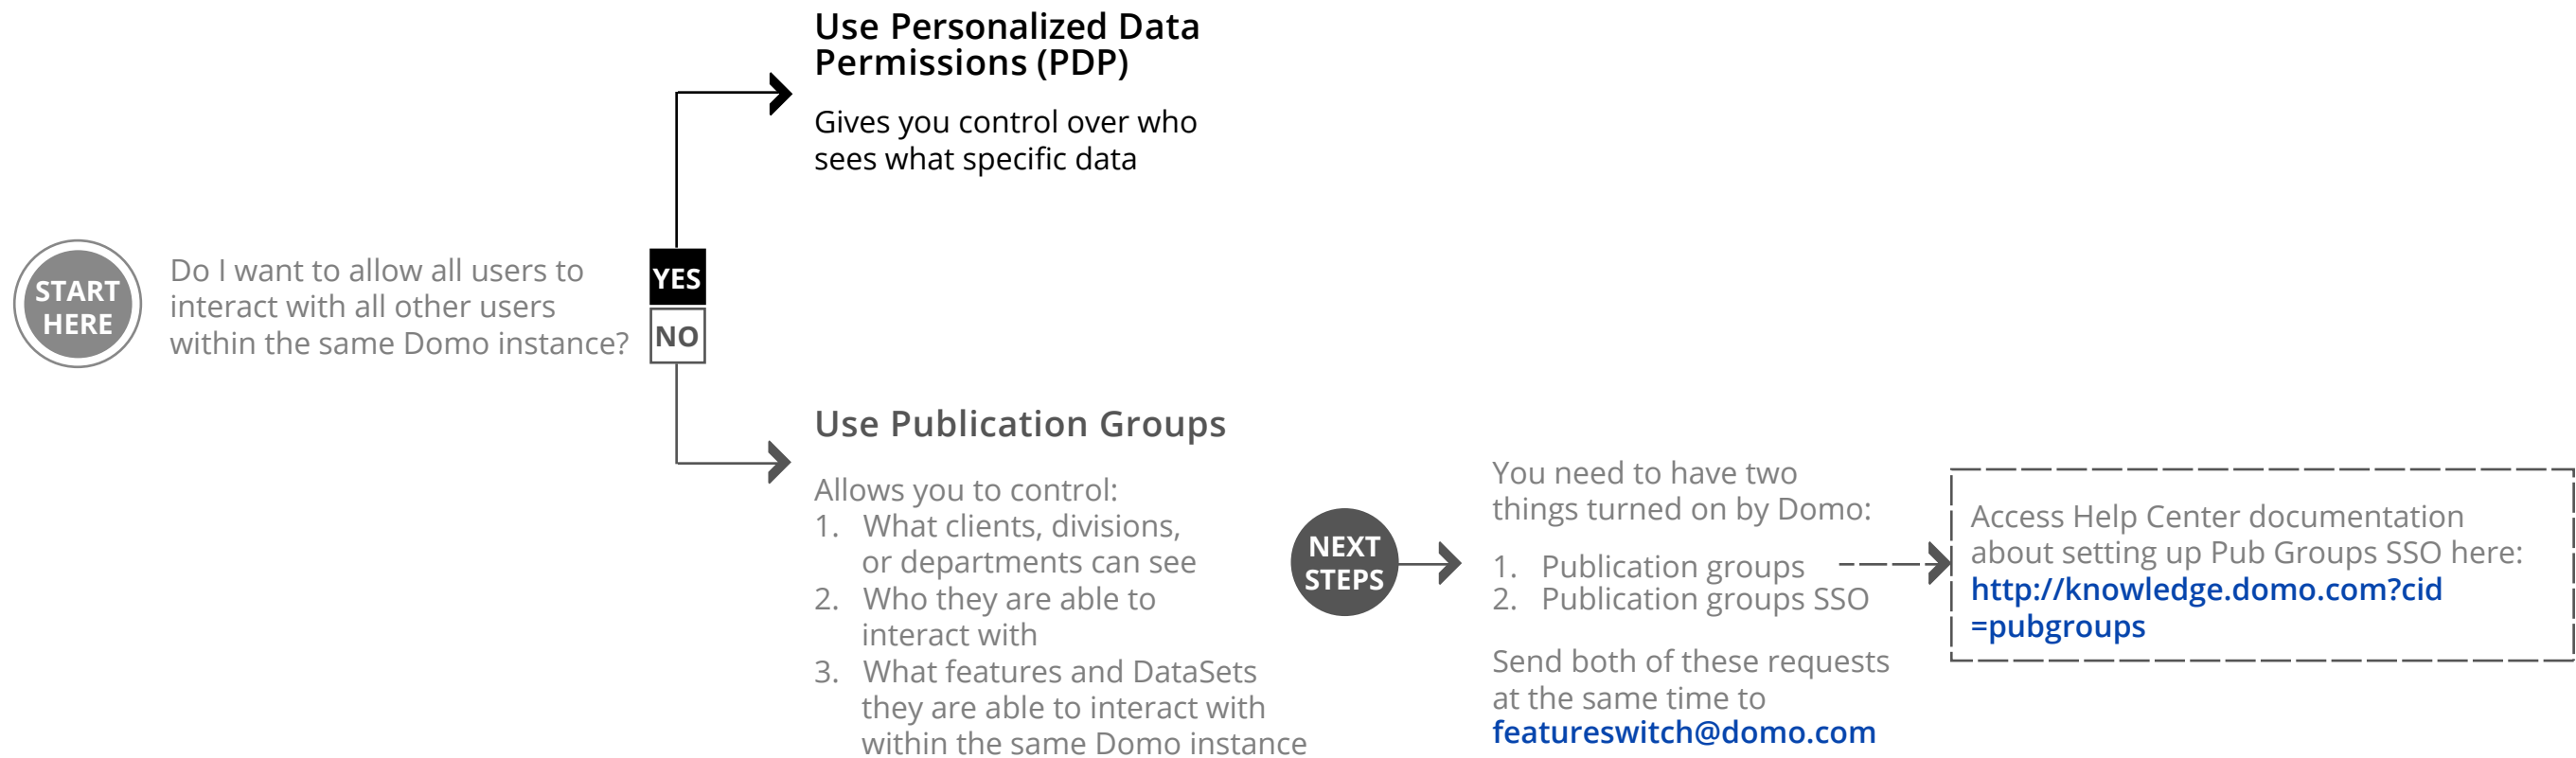 Use Personalized Data
Permissions (PDP)
Gives you control over who
sees what specific data
START
HERE
Do I want to allow all users to
interact with all other users
within the same Domo instance?
YES
NO
Use Publication Groups
Allows you to control:
1. What clients, divisions,
or departments can see
2. Who they are able to
interact with
3. What features and DataSets
they are able to interact with
within the same Domo instance
NEXT
STEPS
You need to have two
things turned on by Domo:
1. Publication groups
2. Publication groups SSO
Send both of these requests
at the same time to
featureswitch@domo.com
Access Help Center documentation
about setting up Pub Groups SSO here:
http://knowledge.domo.com?cid
=pubgroups